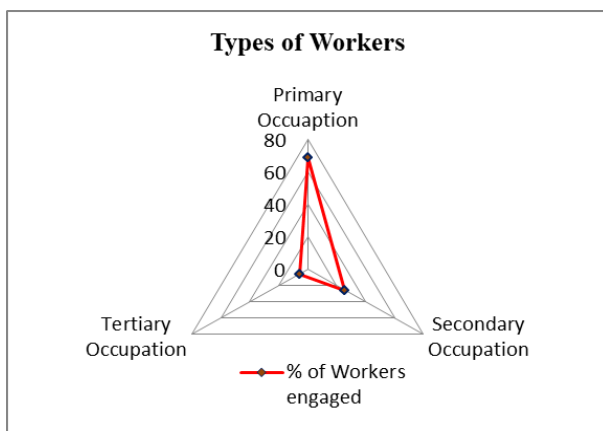 Types of Workers
Primary
Occuaption
80
60
40
20
0
Tertiary
Occupation
Secondary
Occupation
% of Workers
engaged